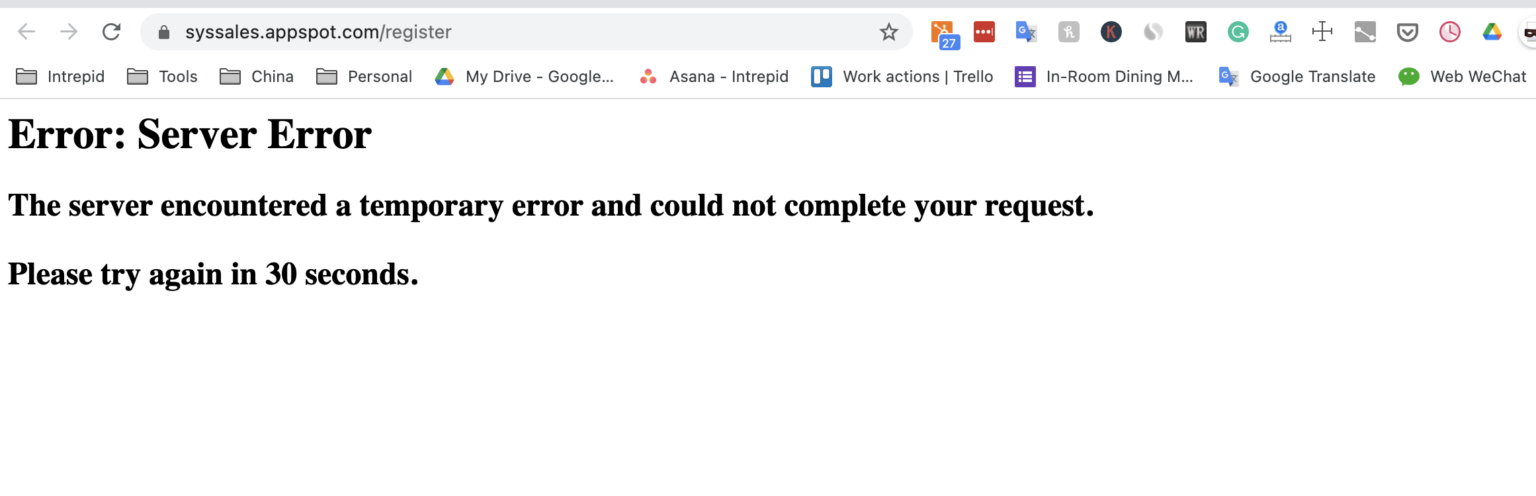 syssales.appspot.com/register
27
WR
a
Intrepid Tools China Personal My Drive - Google... Asana - Intrepid Work actions | Trello In-Room Dining M... Google Translate Web WeChat
Error: Server Error
The server encountered a temporary error and could not complete your request.
Please try again in 30 seconds.